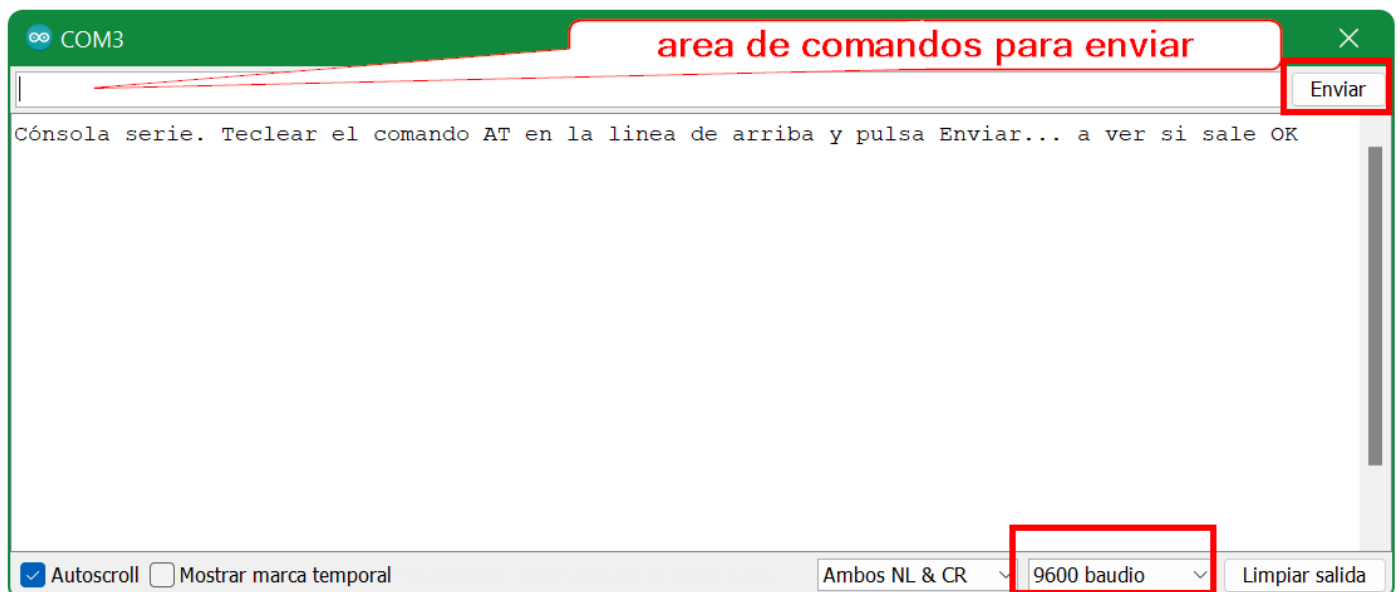 COM3
area de comandos para enviar
Enviar
Cónsola serie. Teclear el comando AT en la linea de arriba y pulsa Enviar... a ver si sale OK
Autoscroll Mostrar marca temporal Ambos NL & CR 9600 baudio Limpiar salida